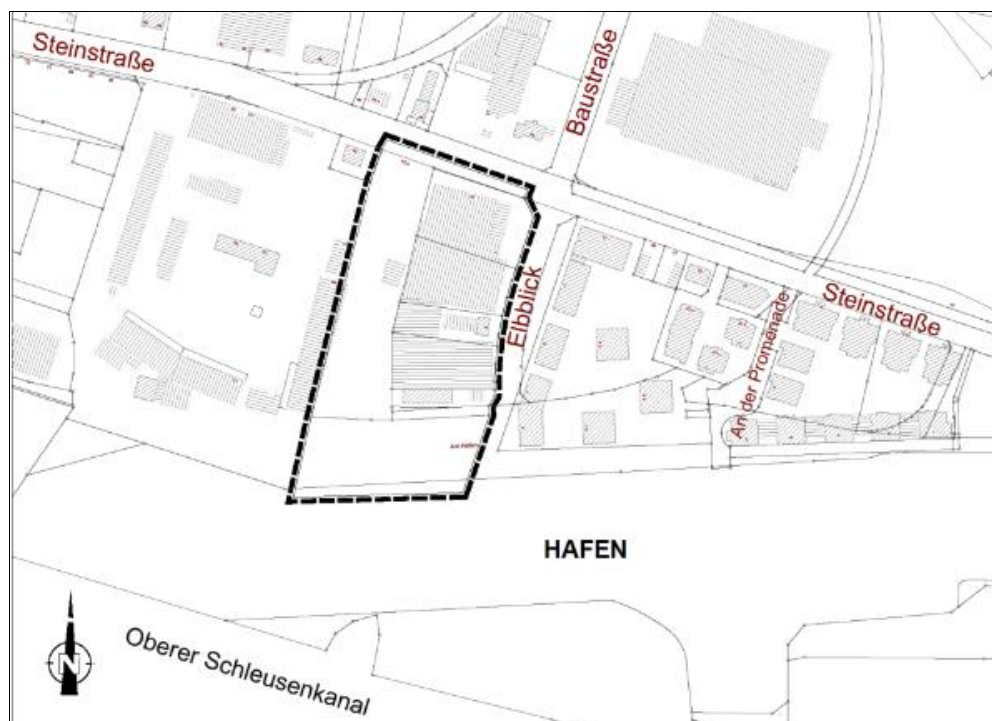 Steinstraße
Baustraße
Elbblick
Steinstraße
An der Promenade
HAFEN
N
Oberer Schleusenkanal